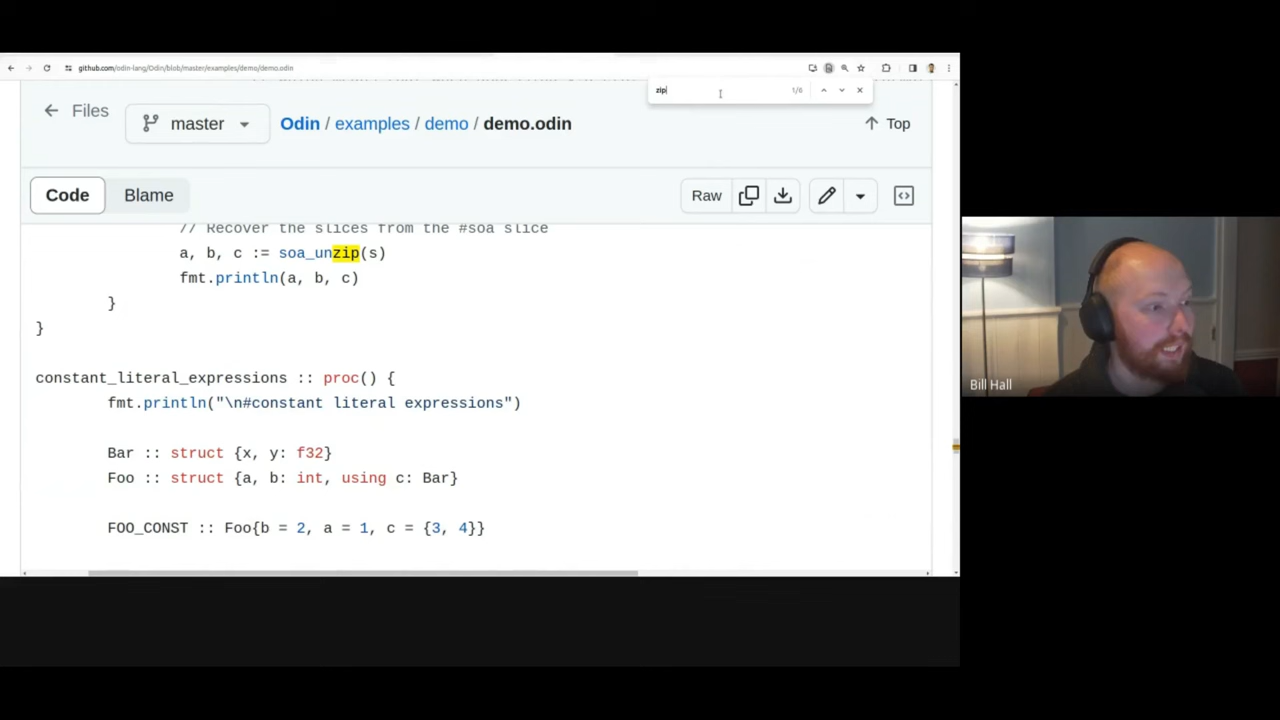 github.com/odin-lang/Odin/blob/master/examples/demo/demo.odin
zip 1/6
Files master Odin / examples / demo / demo.odin Top
Code Blame Raw
// Recover the slices from the #soa slice
a, b, c := soa_unzip(s)
fmt.println(a, b, c)
}
}
constant_literal_expressions :: proc() {
fmt.println("\n#constant literal expressions")
Bar :: struct {x, y: f32}
Foo :: struct {a, b: int, using c: Bar}
FOO_CONST :: Foo{b = 2, a = 1, c = {3, 4}}
Bill Hall